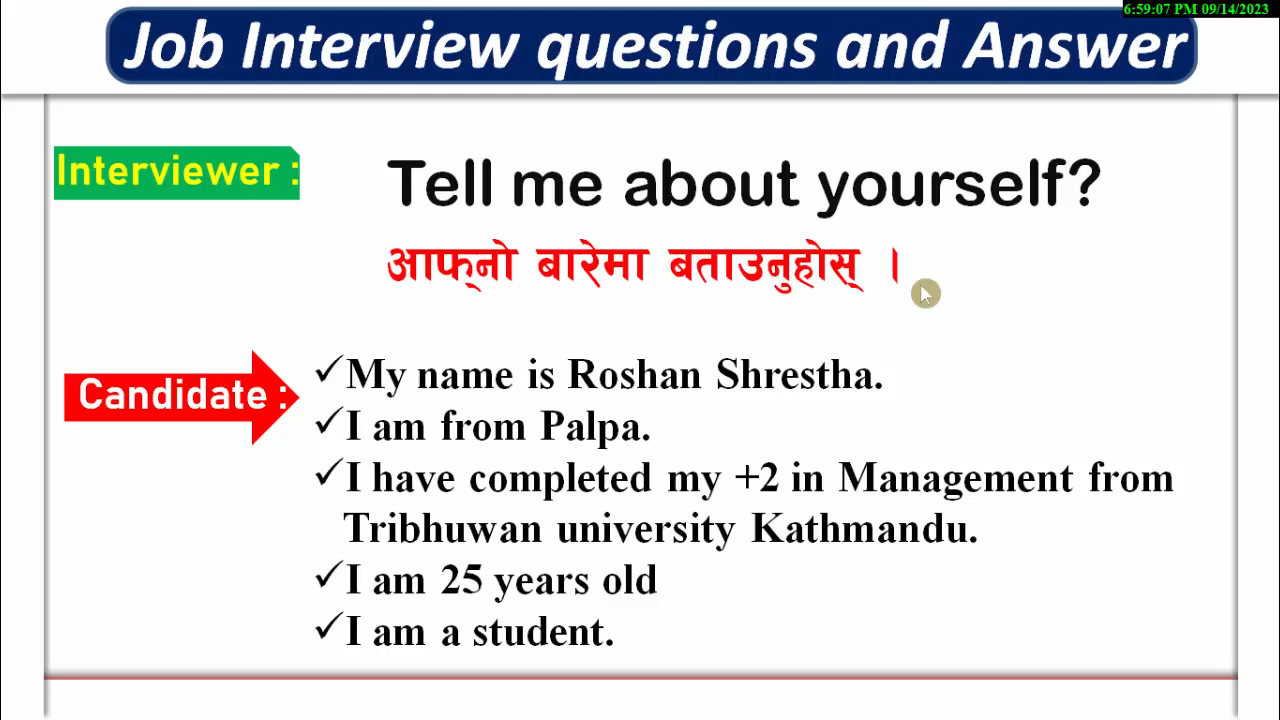 6:59:07 PM 09/14/2023
Job Interview questions and Answer
Interviewer :
Tell me about yourself?
आफ्‌नो बारेमा बताउनुहोस् ।
Candidate :
✓My name is Roshan Shrestha.
✓I am from Palpa.
✓I have completed my +2 in Management from
Tribhuwan university Kathmandu.
✓I am 25 years old
✓I am a student.